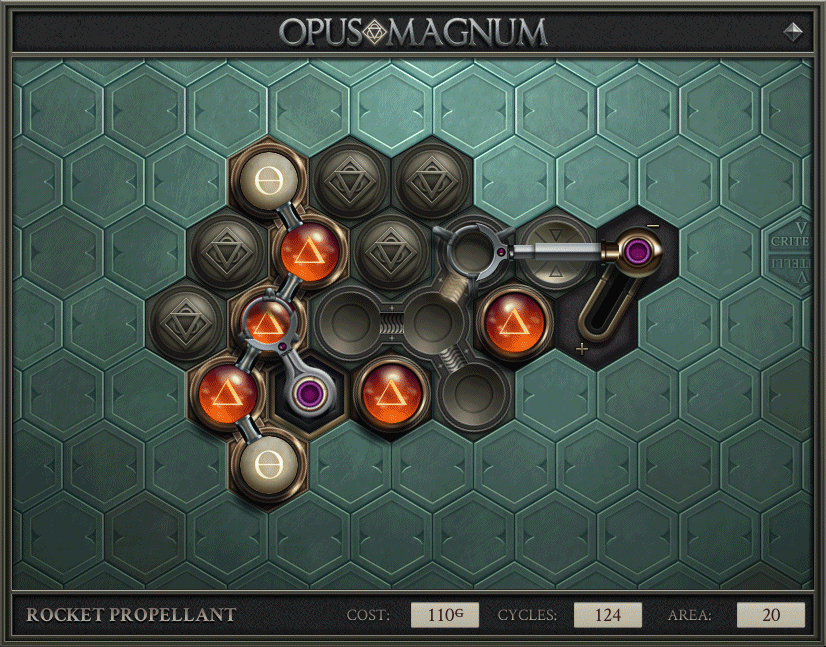 OPUS MAGNUM
ROCKET PROPELLANT
COST: 110G
CYCLES: 124
AREA: 20